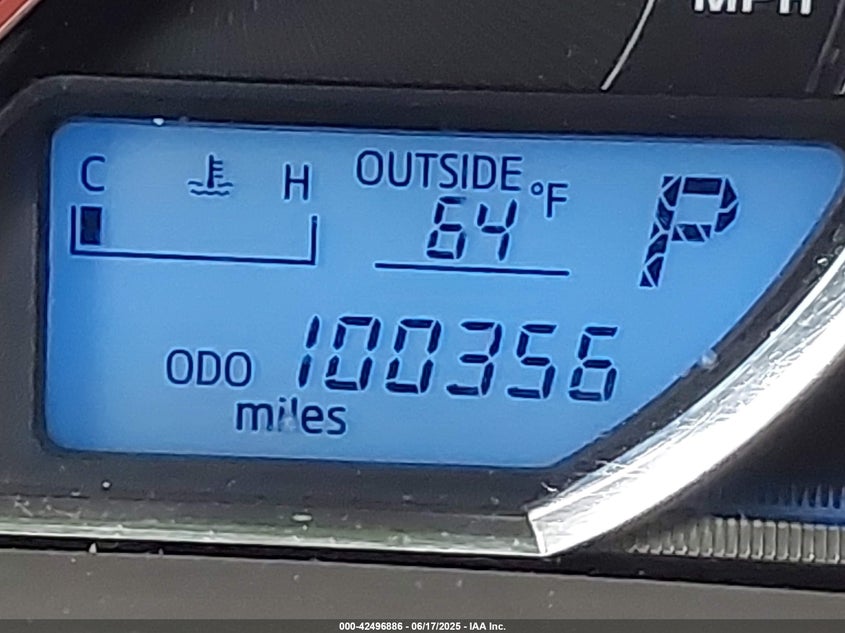 MPH
C H OUTSIDE
64 °F P
ODO 100356
miles
000-42496886 - 06/17/2025 - IAA Inc.